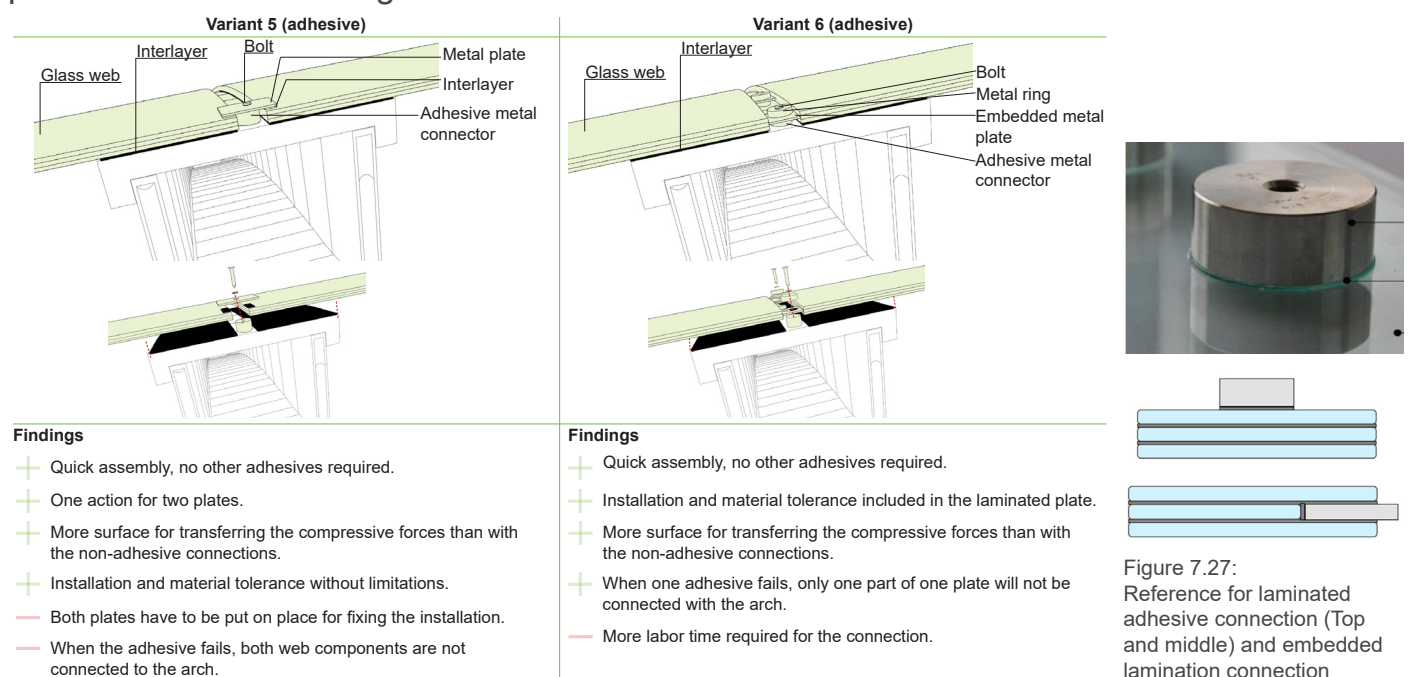 Variant 5 (adhesive)
Glass web
Interlayer
Bolt
Metal plate
Interlayer
Adhesive metal
connector
Findings
Quick assembly, no other adhesives required.
One action for two plates.
More surface for transferring the compressive forces than with
the non-adhesive connections.
Installation and material tolerance without limitations.
Both plates have to be put on place for fixing the installation.
When the adhesive fails, both web components are not
connected to the arch.
Variant 6 (adhesive)
Glass web
Interlayer
Bolt
Metal ring
Embedded metal
plate
Adhesive metal
connector
Findings
Quick assembly, no other adhesives required.
Installation and material tolerance included in the laminated plate.
More surface for transferring the compressive forces than with
the non-adhesive connections.
When one adhesive fails, only one part of one plate will not be
connected with the arch.
More labor time required for the connection.
Figure 7.27:
Reference for laminated
adhesive connection (Top
and middle) and embedded
lamination connection